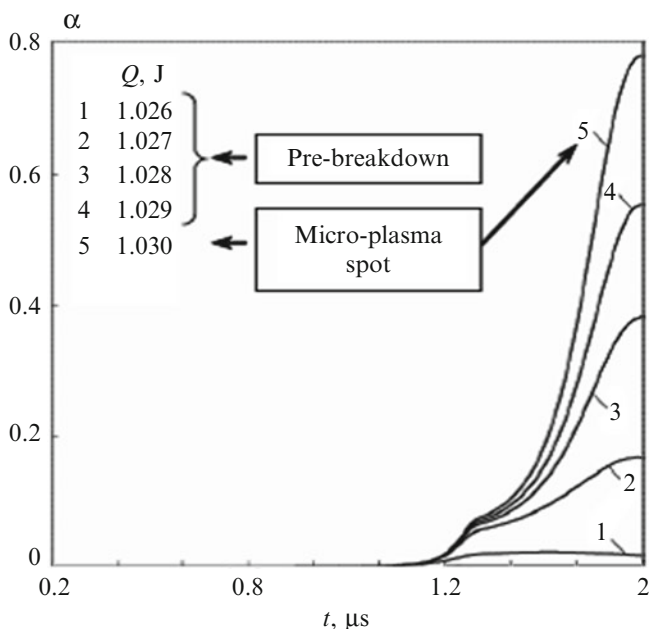 α
0.8
Q, J
1 1.026
2 1.027
3 1.028
4 1.029
5 1.030
Pre-breakdown
Micro-plasma
spot
5
4
3
2
1
0.6
0.4
0.2
0
0.2 0.8 1.2 2
t, μs